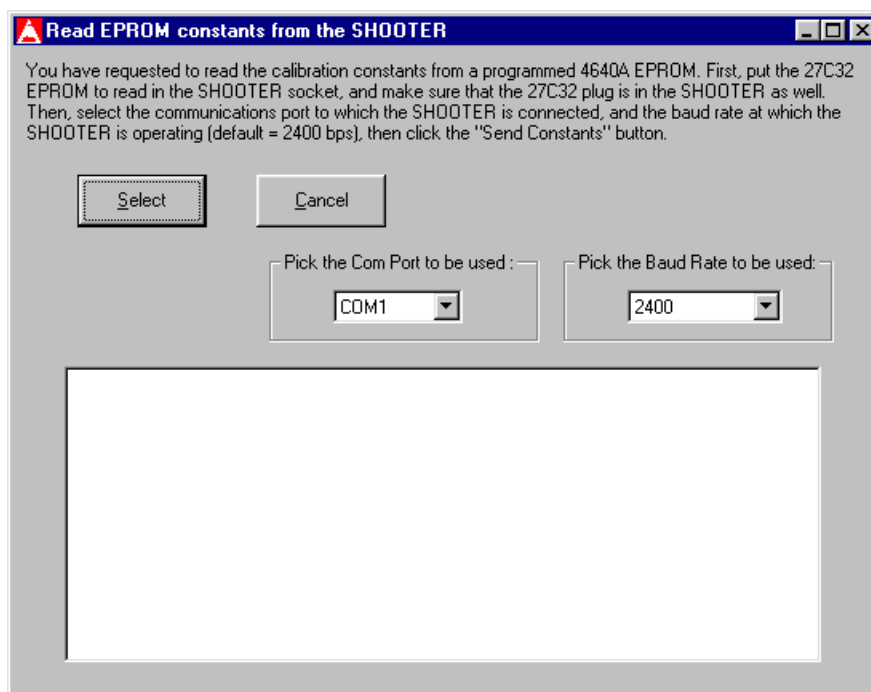 Read EPROM constants from the SHOOTER
You have requested to read the calibration constants from a programmed 4640A EPROM. First, put the 27C32
EPROM to read in the SHOOTER socket, and make sure that the 27C32 plug is in the SHOOTER as well.
Then, select the communications port to which the SHOOTER is connected, and the baud rate at which the
SHOOTER is operating (default = 2400 bps), then click the "Send Constants" button.
Select Cancel
Pick the Com Port to be used : Pick the Baud Rate to be used:
COM1 2400